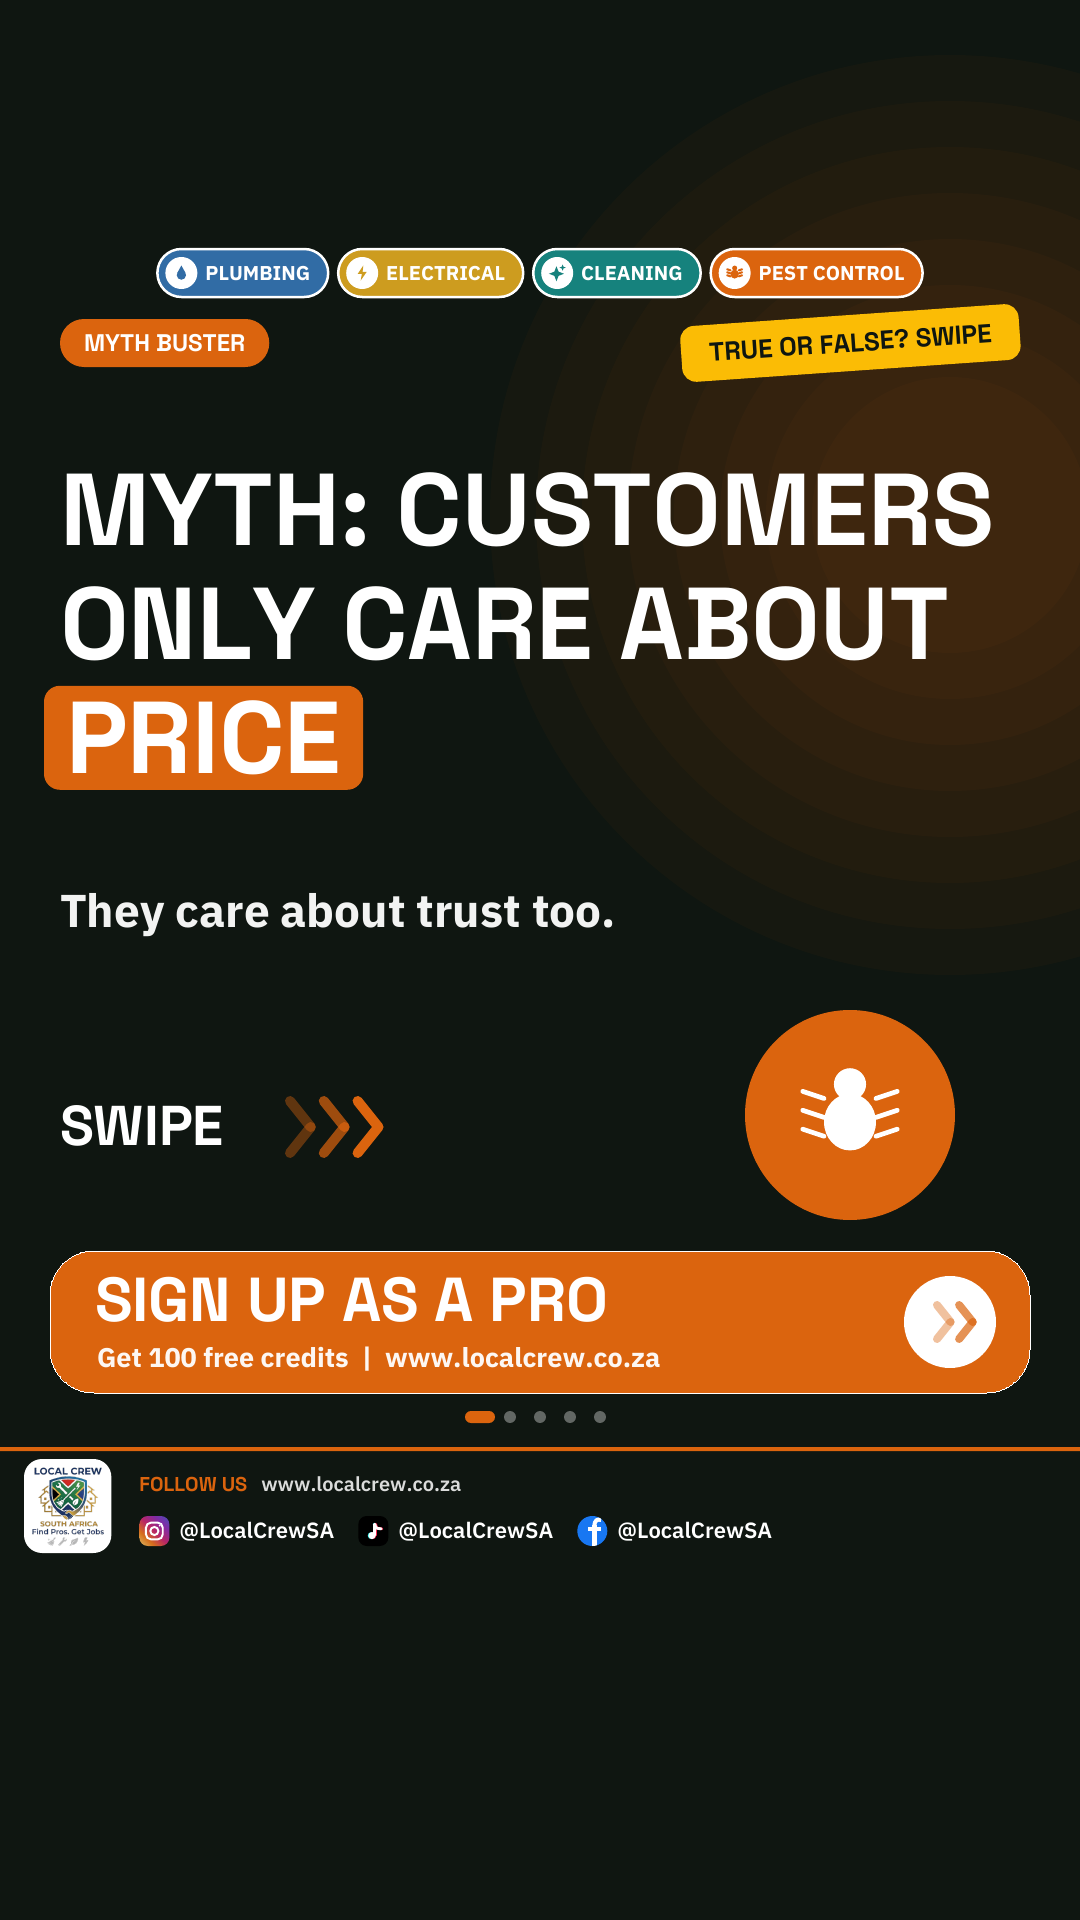 PLUMBING
ELECTRICAL
CLEANING
PEST CONTROL
MYTH BUSTER
TRUE OR FALSE? SWIPE
MYTH: CUSTOMERS
ONLY CARE ABOUT
PRICE
They care about trust too.
SWIPE
SIGN UP AS A PRO
Get 100 free credits | www.localcrew.co.za
LOCAL CREW
SOUTH AFRICA
Find Pros. Get Jobs
FOLLOW US www.localcrew.co.za
@LocalCrewSA @LocalCrewSA @LocalCrewSA